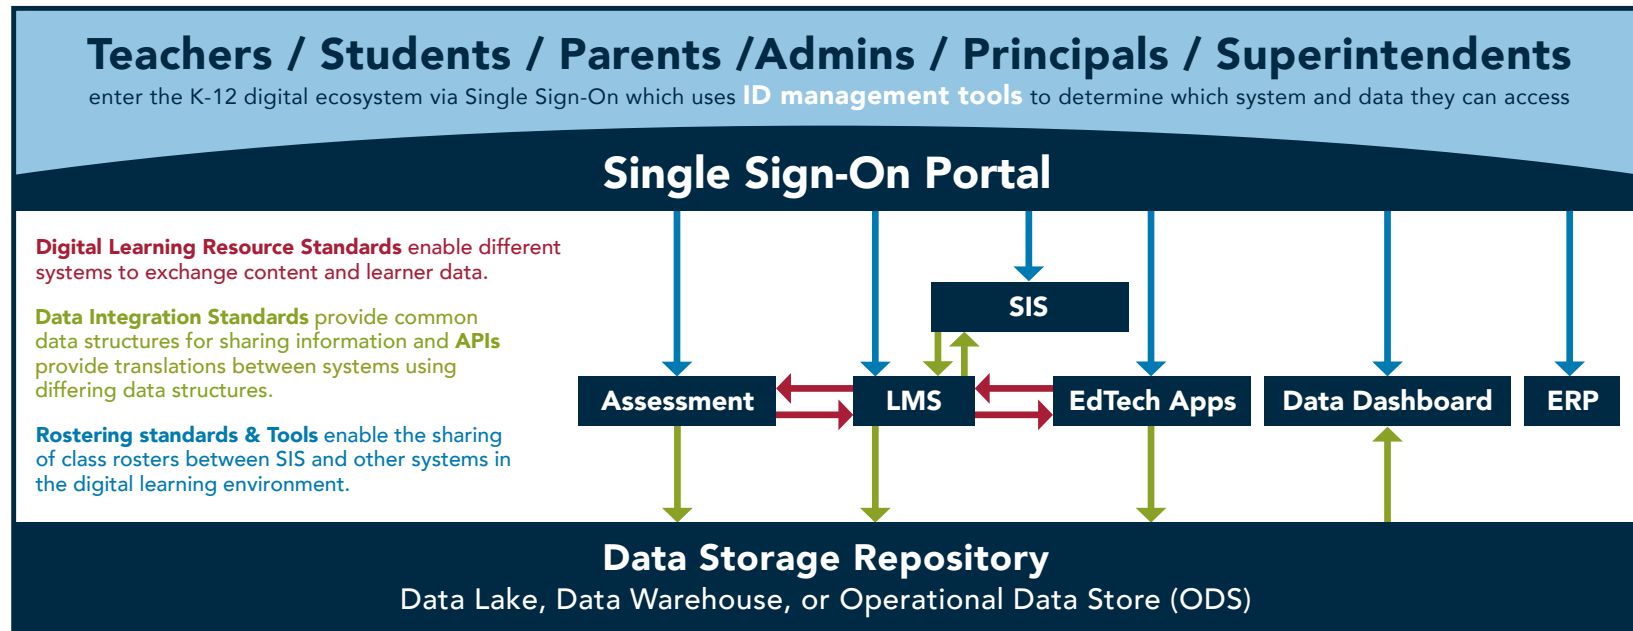 Teachers / Students / Parents /Admins / Principals / Superintendents
enter the K-12 digital ecosystem via Single Sign-On which uses ID management tools to determine which system and data they can access
Single Sign-On Portal
Digital Learning Resource Standards enable different
systems to exchange content and learner data.
Data Integration Standards provide common
data structures for sharing information and APIs
provide translations between systems using
differing data structures.
Rostering standards & Tools enable the sharing
of class rosters between SIS and other systems in
the digital learning environment.
SIS
Assessment
LMS
EdTech Apps
Data Dashboard
ERP
Data Storage Repository
Data Lake, Data Warehouse, or Operational Data Store (ODS)